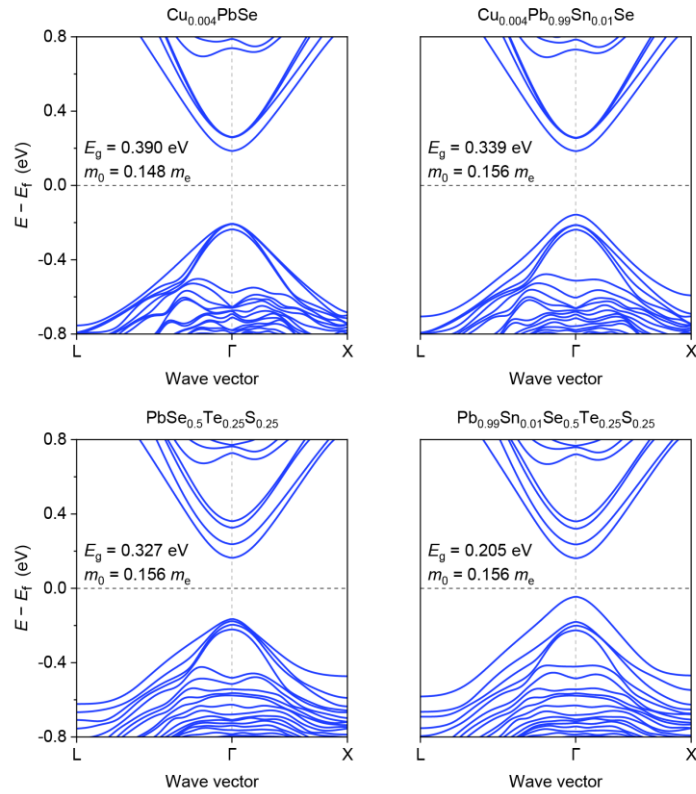 Cu0.004PbSe
Cu0.004Pb0.99Sn0.01Se
E − Ef (eV)
0.8
0.4
0.0
-0.4
-0.8
Eg = 0.390 eV
m0 = 0.148 me
L
Γ
X
Wave vector
Eg = 0.339 eV
m0 = 0.156 me
L
Γ
X
Wave vector
PbSe0.5Te0.25S0.25
Pb0.99Sn0.01Se0.5Te0.25S0.25
E − Ef (eV)
0.8
0.4
0.0
-0.4
-0.8
Eg = 0.327 eV
m0 = 0.156 me
L
Γ
X
Wave vector
Eg = 0.205 eV
m0 = 0.156 me
L
Γ
X
Wave vector